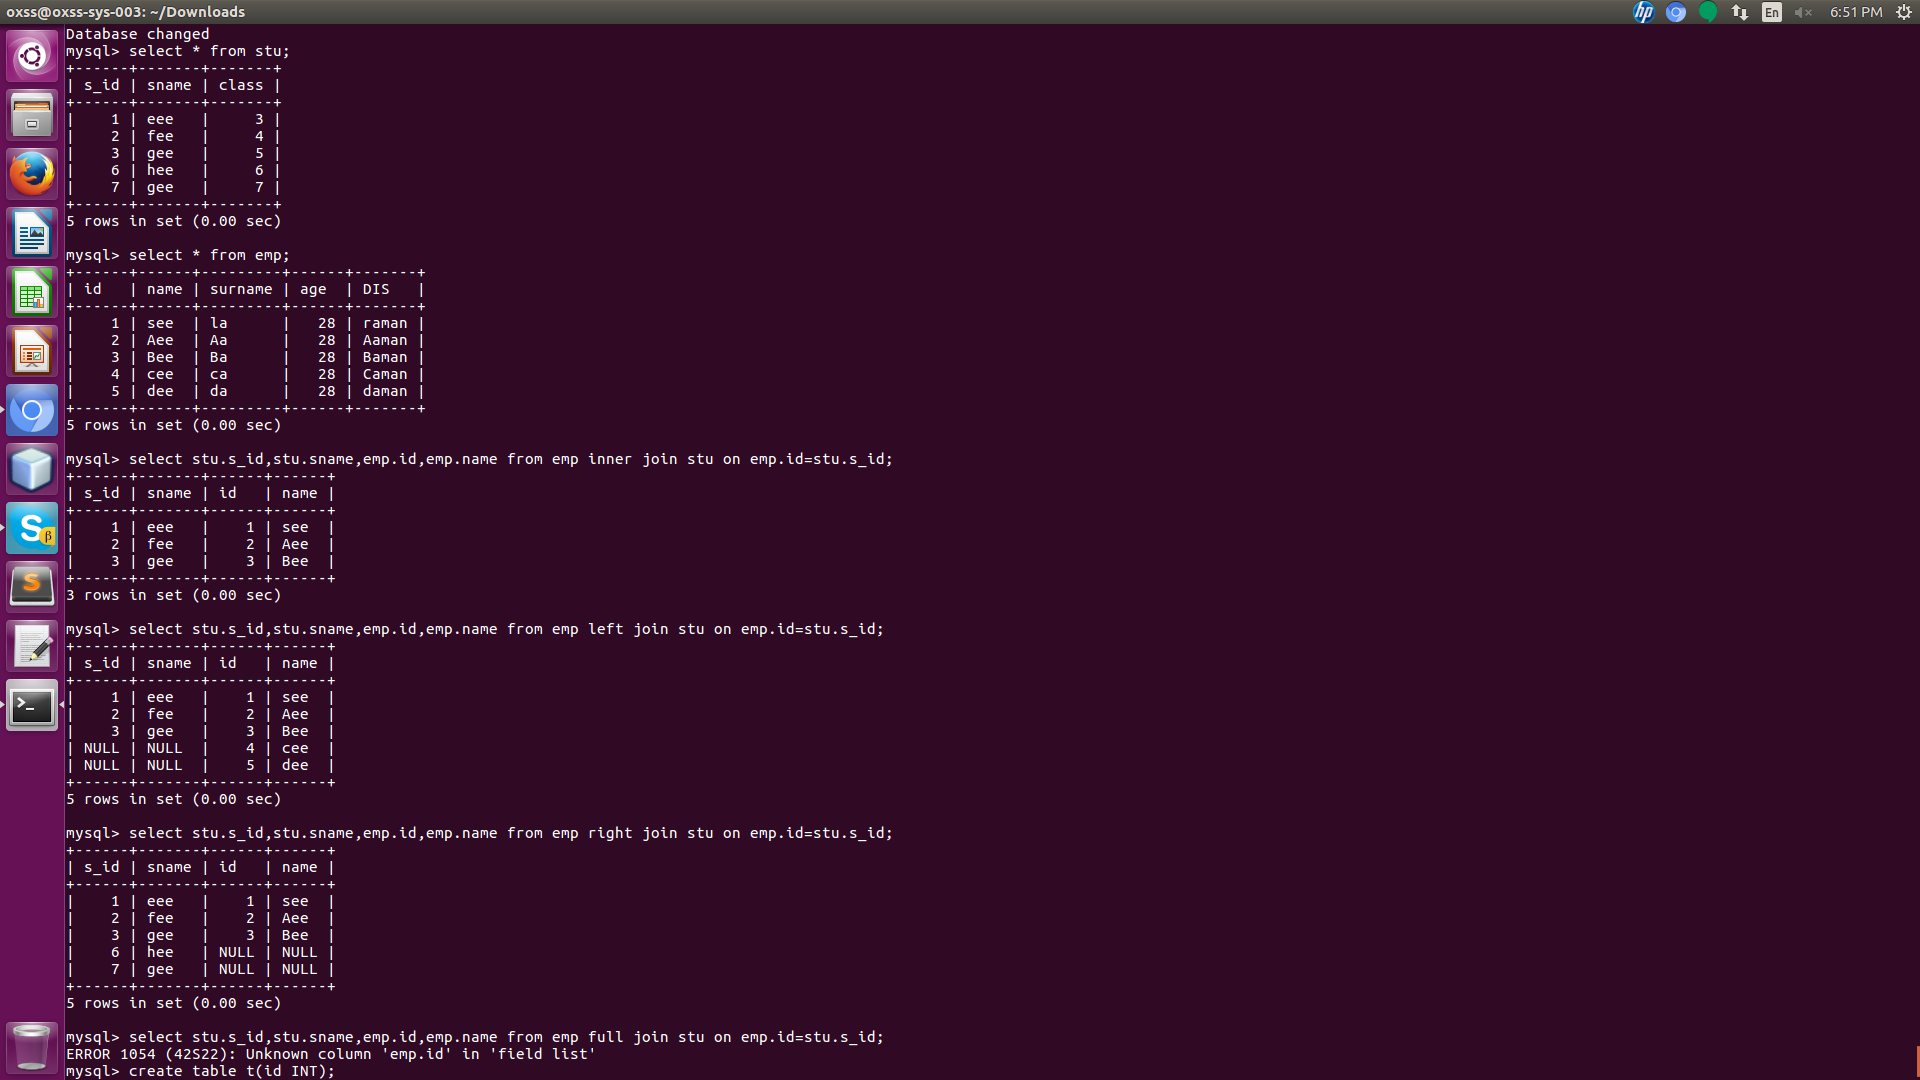 oxss@oxss-sys-003: ~/Downloads
hp
En
6:51 PM
Database changed
mysql> select * from stu;
+------+-------+-------+
| s_id | sname | class |
+------+-------+-------+
|    1 | eee   |     3 |
|    2 | fee   |     4 |
|    3 | gee   |     5 |
|    6 | hee   |     6 |
|    7 | gee   |     7 |
+------+-------+-------+
5 rows in set (0.00 sec)
mysql> select * from emp;
+------+------+---------+------+-------+
| id   | name | surname | age  | DIS   |
+------+------+---------+------+-------+
|    1 | see  | la      |   28 | raman |
|    2 | Aee  | Aa      |   28 | Aaman |
|    3 | Bee  | Ba      |   28 | Baman |
|    4 | cee  | ca      |   28 | Caman |
|    5 | dee  | da      |   28 | daman |
+------+------+---------+------+-------+
5 rows in set (0.00 sec)
mysql> select stu.s_id,stu.sname,emp.id,emp.name from emp inner join stu on emp.id=stu.s_id;
+------+-------+------+------+
| s_id | sname | id   | name |
+------+-------+------+------+
|    1 | eee   |    1 | see  |
|    2 | fee   |    2 | Aee  |
|    3 | gee   |    3 | Bee  |
+------+-------+------+------+
3 rows in set (0.00 sec)
mysql> select stu.s_id,stu.sname,emp.id,emp.name from emp left join stu on emp.id=stu.s_id;
+------+-------+------+------+
| s_id | sname | id   | name |
+------+-------+------+------+
|    1 | eee   |    1 | see  |
|    2 | fee   |    2 | Aee  |
|    3 | gee   |    3 | Bee  |
| NULL | NULL  |    4 | cee  |
| NULL | NULL  |    5 | dee  |
+------+-------+------+------+
5 rows in set (0.00 sec)
mysql> select stu.s_id,stu.sname,emp.id,emp.name from emp right join stu on emp.id=stu.s_id;
+------+-------+------+------+
| s_id | sname | id   | name |
+------+-------+------+------+
|    1 | eee   |    1 | see  |
|    2 | fee   |    2 | Aee  |
|    3 | gee   |    3 | Bee  |
|    6 | hee   | NULL | NULL |
|    7 | gee   | NULL | NULL |
+------+-------+------+------+
5 rows in set (0.00 sec)
mysql> select stu.s_id,stu.sname,emp.id,emp.name from emp full join stu on emp.id=stu.s_id;
ERROR 1054 (42S22): Unknown column 'emp.id' in 'field list'
mysql> create table t(id INT);